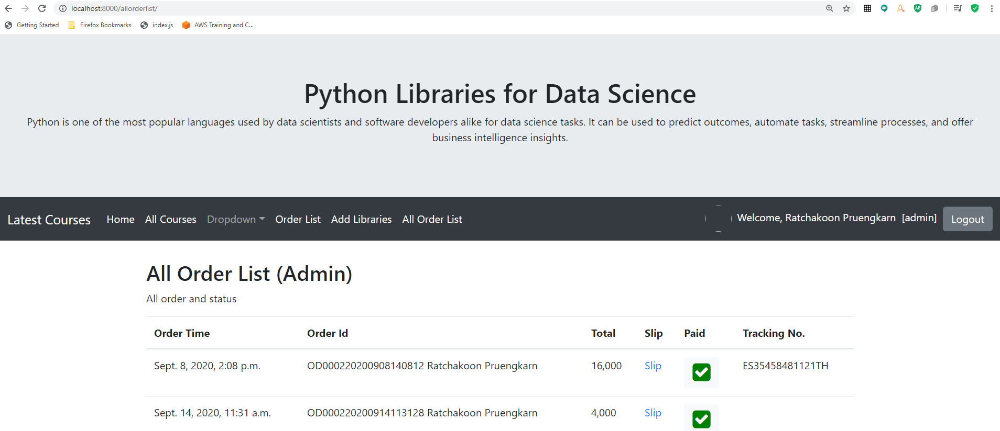 localhost:8000/allorderlist/
Getting Started Firefox Bookmarks index.js AWS Training and C...
Python Libraries for Data Science
Python is one of the most popular languages used by data scientists and software developers alike for data science tasks. It can be used to predict outcomes, automate tasks, streamline processes, and offer
business intelligence insights.
Latest Courses Home All Courses Dropdown Order List Add Libraries All Order List Welcome, Ratchakoon Pruengkarn [admin] Logout
All Order List (Admin)
All order and status
Order Time Order Id Total Slip Paid Tracking No.
Sept. 8, 2020, 2:08 p.m. OD000220200908140812 Ratchakoon Pruengkarn 16,000 Slip ES35458481121TH
Sept. 14, 2020, 11:31 a.m. OD000220200914113128 Ratchakoon Pruengkarn 4,000 Slip